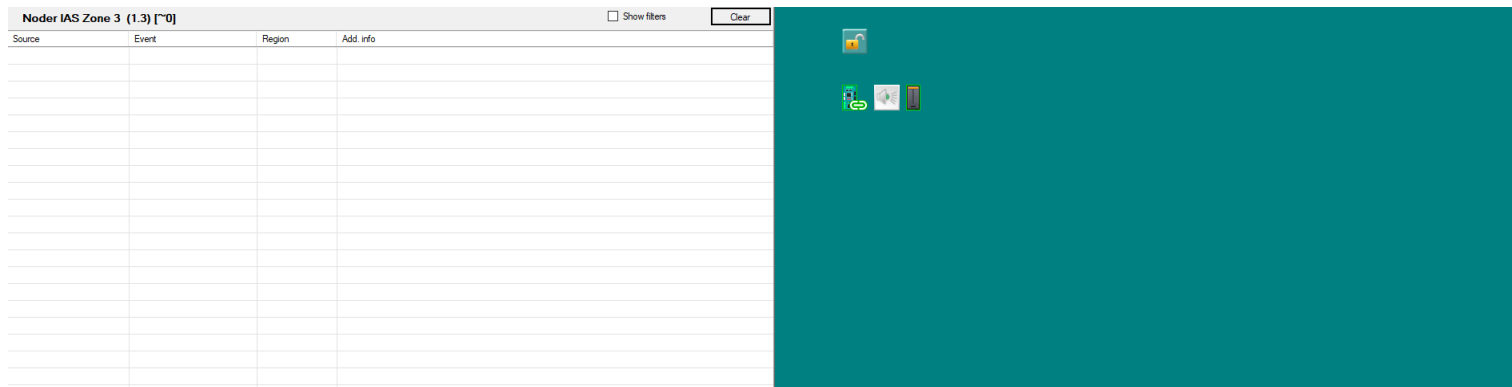 Noder IAS Zone 3 (1.3) [~0]
Show filters
Clear
Source Event Region Add. info